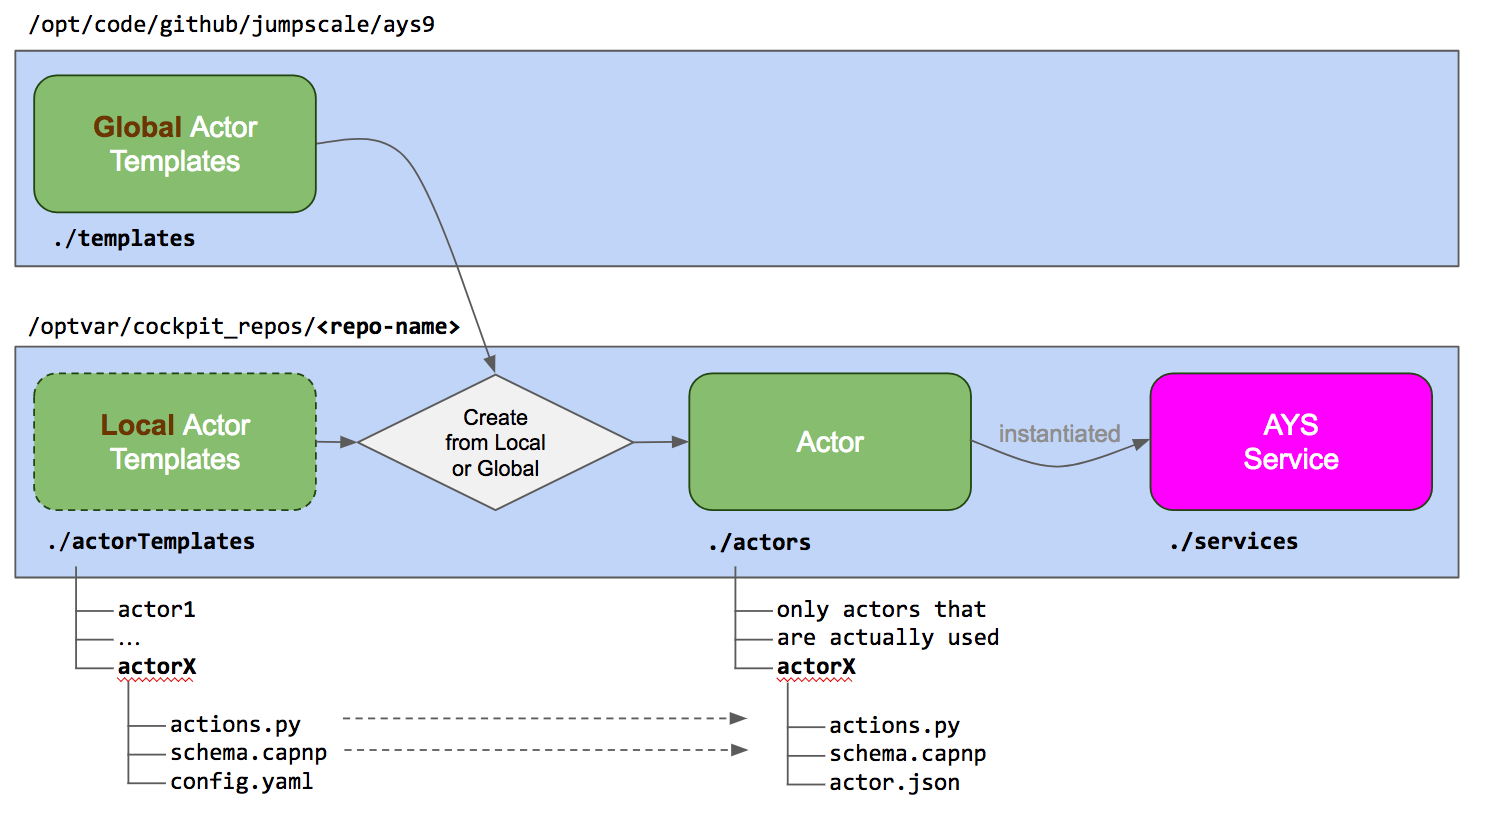 /opt/code/github/jumpscale/ays9
Global Actor
Templates
./templates
/optvar/cockpit_repos/<repo-name>
Local Actor
Templates
Create
from Local
or Global
Actor
instantiated
AYS
Service
./actorTemplates
./actors
./services
actor1
...
actorX
actions.py
schema.capnp
config.yaml
only actors that
are actually used
actorX
actions.py
schema.capnp
actor.json